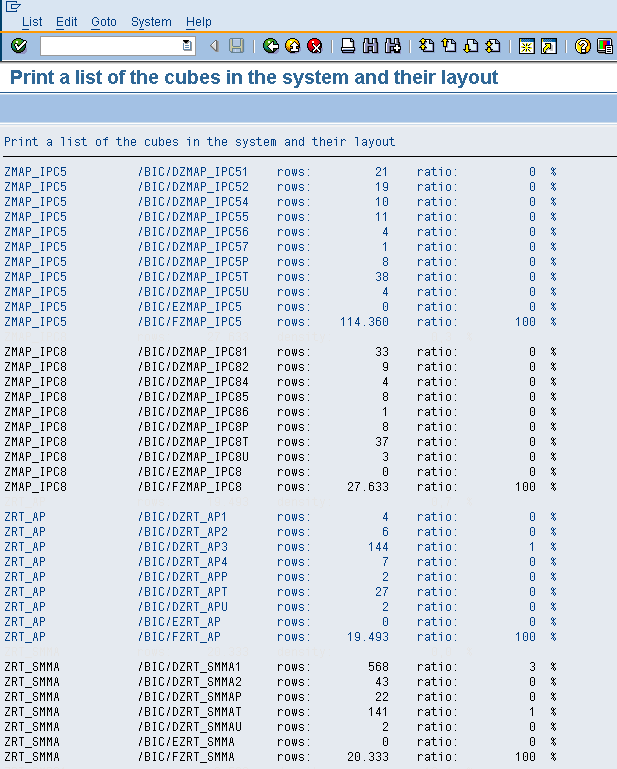 List Edit Goto System Help
Print a list of the cubes in the system and their layout
Print a list of the cubes in the system and their layout
ZMAP_IPC5 /BIC/DZMAP_IPC51 rows: 21 ratio: 0 %
ZMAP_IPC5 /BIC/DZMAP_IPC52 rows: 19 ratio: 0 %
ZMAP_IPC5 /BIC/DZMAP_IPC54 rows: 10 ratio: 0 %
ZMAP_IPC5 /BIC/DZMAP_IPC55 rows: 11 ratio: 0 %
ZMAP_IPC5 /BIC/DZMAP_IPC56 rows: 4 ratio: 0 %
ZMAP_IPC5 /BIC/DZMAP_IPC57 rows: 1 ratio: 0 %
ZMAP_IPC5 /BIC/DZMAP_IPC5P rows: 8 ratio: 0 %
ZMAP_IPC5 /BIC/DZMAP_IPC5T rows: 38 ratio: 0 %
ZMAP_IPC5 /BIC/DZMAP_IPC5U rows: 4 ratio: 0 %
ZMAP_IPC5 /BIC/EZMAP_IPC5 rows: 0 ratio: 0 %
ZMAP_IPC5 /BIC/FZMAP_IPC5 rows: 114.360 ratio: 100 %
ZMAP_IPC8 /BIC/DZMAP_IPC81 rows: 33 ratio: 0 %
ZMAP_IPC8 /BIC/DZMAP_IPC82 rows: 9 ratio: 0 %
ZMAP_IPC8 /BIC/DZMAP_IPC84 rows: 4 ratio: 0 %
ZMAP_IPC8 /BIC/DZMAP_IPC85 rows: 8 ratio: 0 %
ZMAP_IPC8 /BIC/DZMAP_IPC86 rows: 1 ratio: 0 %
ZMAP_IPC8 /BIC/DZMAP_IPC8P rows: 8 ratio: 0 %
ZMAP_IPC8 /BIC/DZMAP_IPC8T rows: 37 ratio: 0 %
ZMAP_IPC8 /BIC/DZMAP_IPC8U rows: 3 ratio: 0 %
ZMAP_IPC8 /BIC/EZMAP_IPC8 rows: 0 ratio: 0 %
ZMAP_IPC8 /BIC/FZMAP_IPC8 rows: 27.633 ratio: 100 %
ZRT_AP /BIC/DZRT_AP1 rows: 4 ratio: 0 %
ZRT_AP /BIC/DZRT_AP2 rows: 6 ratio: 0 %
ZRT_AP /BIC/DZRT_AP3 rows: 144 ratio: 1 %
ZRT_AP /BIC/DZRT_AP4 rows: 7 ratio: 0 %
ZRT_AP /BIC/DZRT_APP rows: 2 ratio: 0 %
ZRT_AP /BIC/DZRT_APT rows: 27 ratio: 0 %
ZRT_AP /BIC/DZRT_APU rows: 2 ratio: 0 %
ZRT_AP /BIC/EZRT_AP rows: 0 ratio: 0 %
ZRT_AP /BIC/FZRT_AP rows: 19.493 ratio: 100 %
ZRT_SMMA /BIC/DZRT_SMMA1 rows: 568 ratio: 3 %
ZRT_SMMA /BIC/DZRT_SMMA2 rows: 43 ratio: 0 %
ZRT_SMMA /BIC/DZRT_SMMAP rows: 22 ratio: 0 %
ZRT_SMMA /BIC/DZRT_SMMAT rows: 141 ratio: 1 %
ZRT_SMMA /BIC/DZRT_SMMAU rows: 2 ratio: 0 %
ZRT_SMMA /BIC/EZRT_SMMA rows: 0 ratio: 0 %
ZRT_SMMA /BIC/FZRT_SMMA rows: 20.333 ratio: 100 %